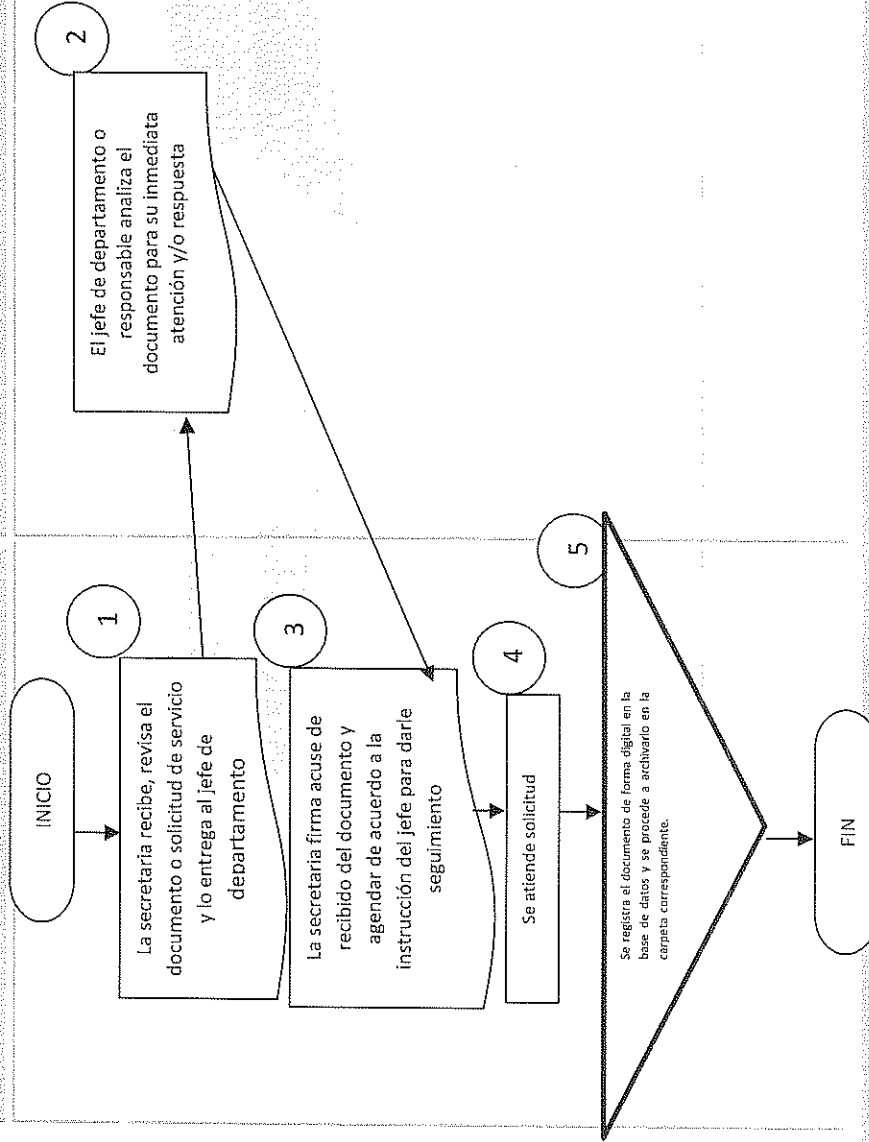 INICIO
1
La secretaria recibe, revisa el
documento o solicitud de servicio
y lo entrega al jefe de
departamento
2
El jefe de departamento o
responsable analiza el
documento para su inmediata
atención y/o respuesta
3
La secretaria firma acuse de
recibido del documento y
agendar de acuerdo a la
instrucción del jefe para darle
seguimiento
4
Se atiende solicitud
5
Se registra el documento de forma digital en la
base de datos y se procede a archivarlo en la
carpeta correspondiente.
FIN